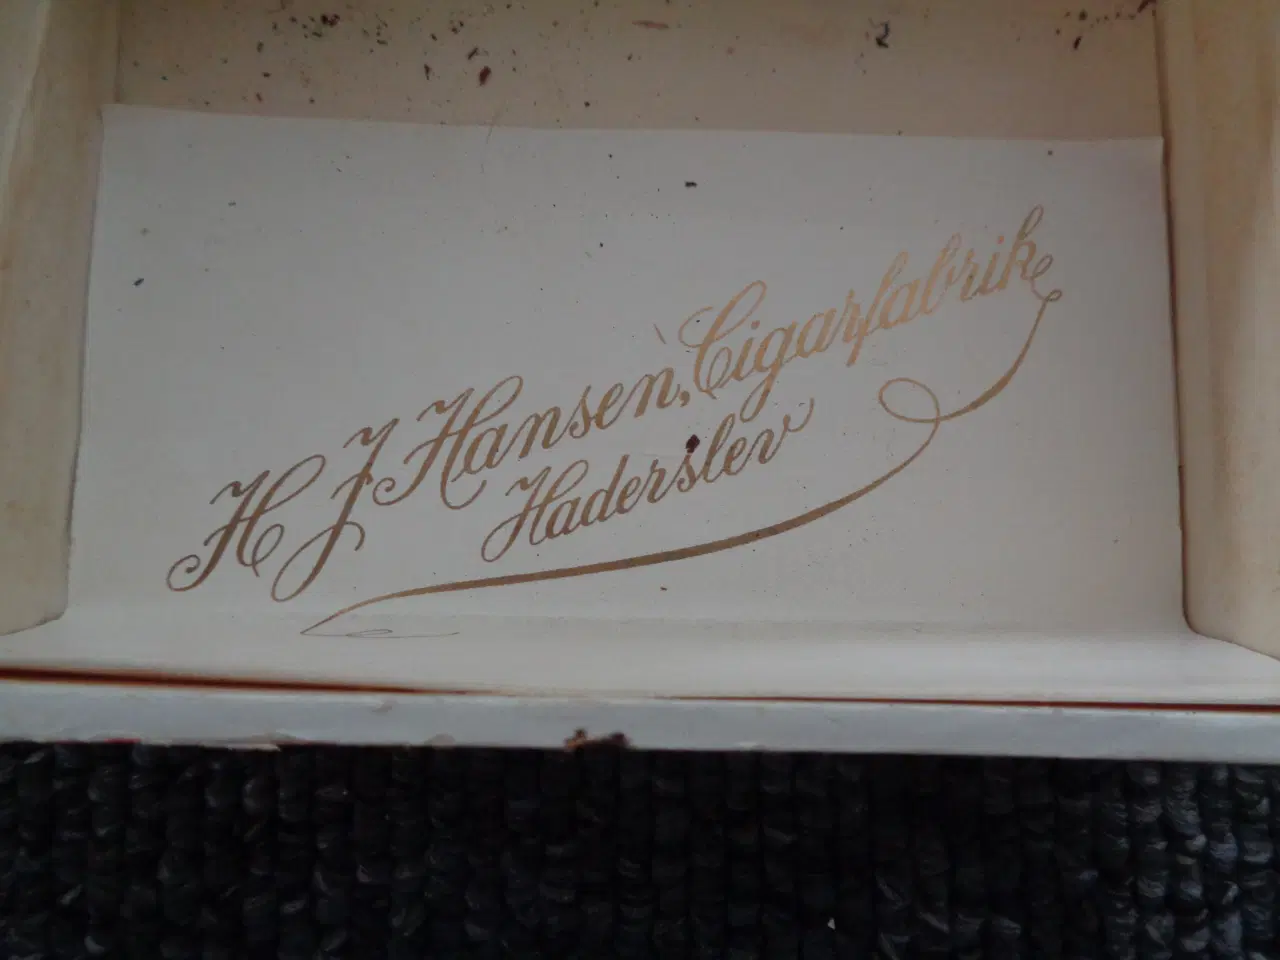 H J Hansen, Cigarfabrik
Haderslev